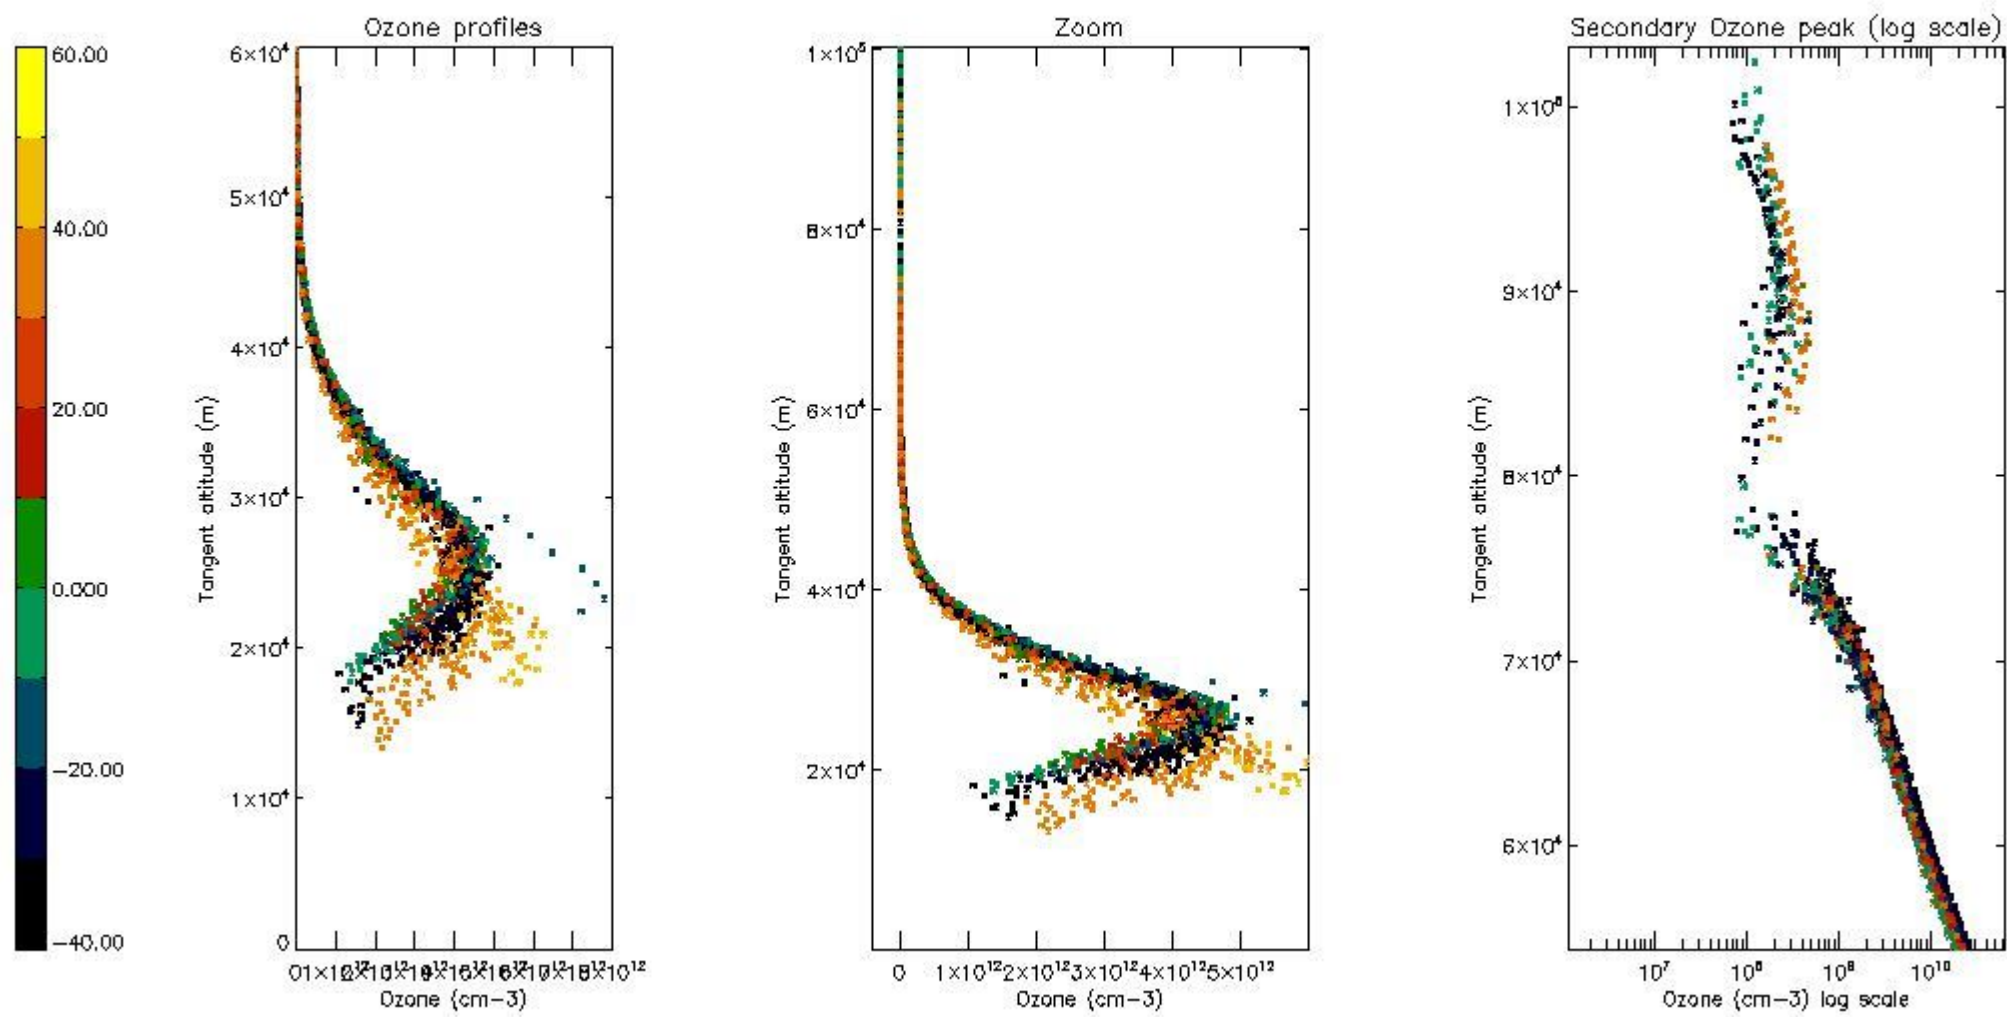 Ozone profiles
Zoom
Secondary Ozone peak (log scale)
60.00
40.00
20.00
0.000
-20.00
-40.00
6×10⁴
5×10⁴
4×10⁴
3×10⁴
2×10⁴
1×10⁴
0
Tangent altitude (m)
Ozone (cm-3)
1×10⁵
8×10⁴
6×10⁴
4×10⁴
2×10⁴
Tangent altitude (m)
0 1×10¹² 2×10¹² 3×10¹² 4×10¹² 5×10¹²
Ozone (cm-3)
9×10⁴
8×10⁴
7×10⁴
6×10⁴
Tangent altitude (m)
10⁷ 10⁸ 10⁹ 10¹⁰
Ozone (cm-3) log scale